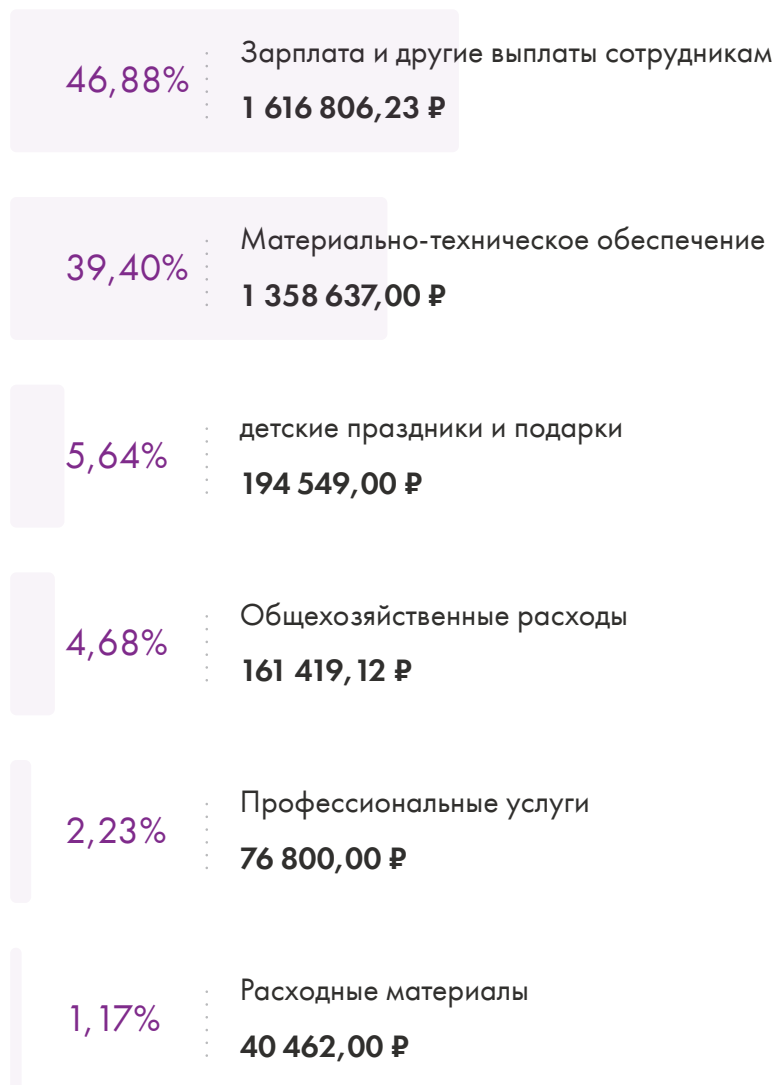 46,88%
Зарплата и другие выплаты сотрудникам
1 616 806,23 ₽
39,40%
Материально-техническое обеспечение
1 358 637,00 ₽
5,64%
детские праздники и подарки
194 549,00 ₽
4,68%
Общехозяйственные расходы
161 419,12 ₽
2,23%
Профессиональные услуги
76 800,00 ₽
1,17%
Расходные материалы
40 462,00 ₽